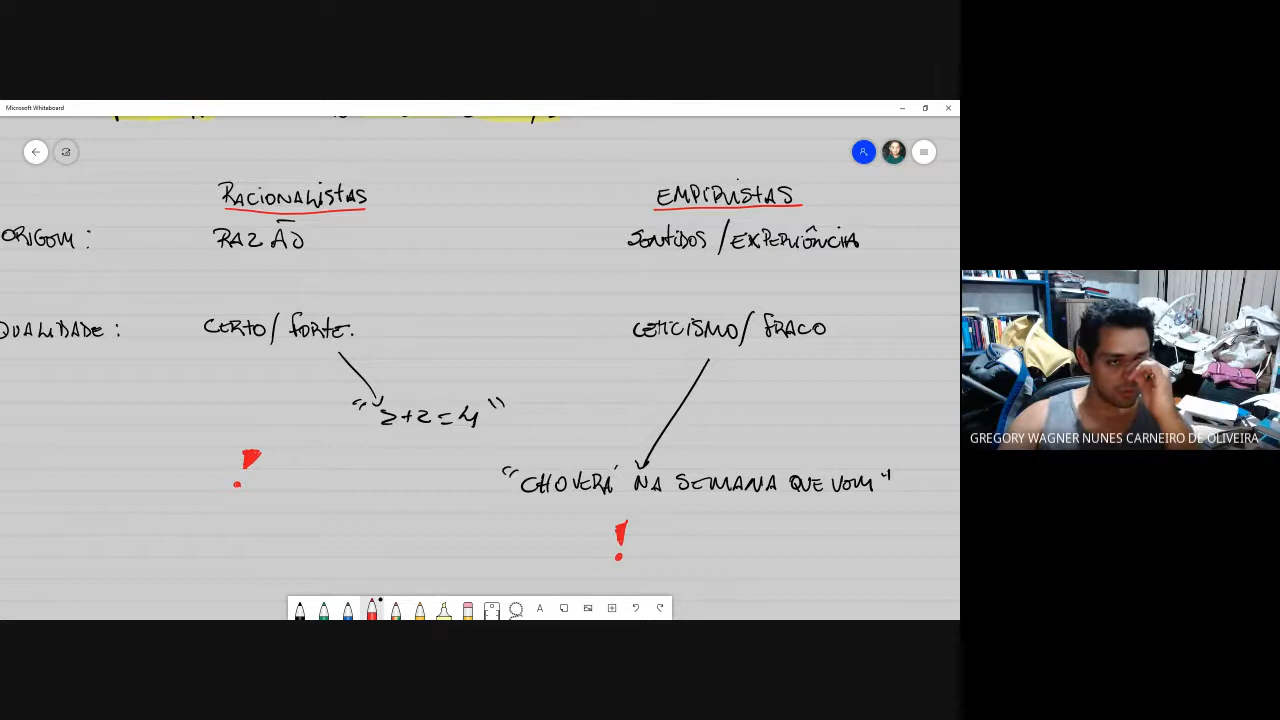 Microsoft Whiteboard
RACIONALISTAS EMPIRISTAS
ORIGEM: RAZÃO SENTIDOS / EXPERIÊNCIA
QUALIDADE: CERTO / FORTE. CETICISMO / FRACO
"2+2=4"
GREGORY WAGNER NUNES CARNEIRO DE OLIVEIRA
!
"CHOVERÁ NA SEMANA QUE VEM"
!
A